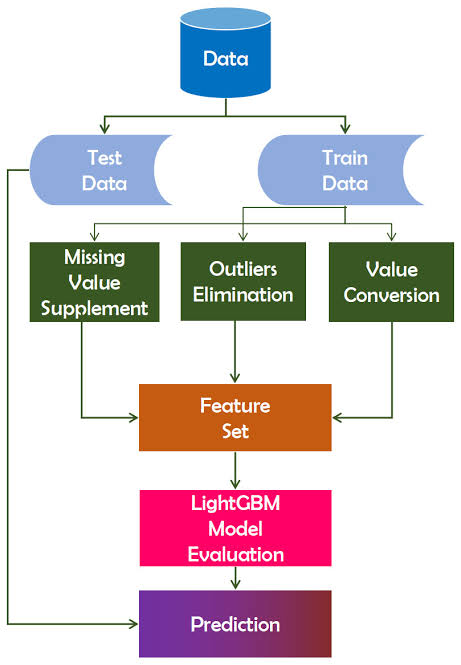 Data
Test
Data
Train
Data
Missing
Value
Supplement
Outliers
Elimination
Value
Conversion
Feature
Set
LightGBM
Model
Evaluation
Prediction